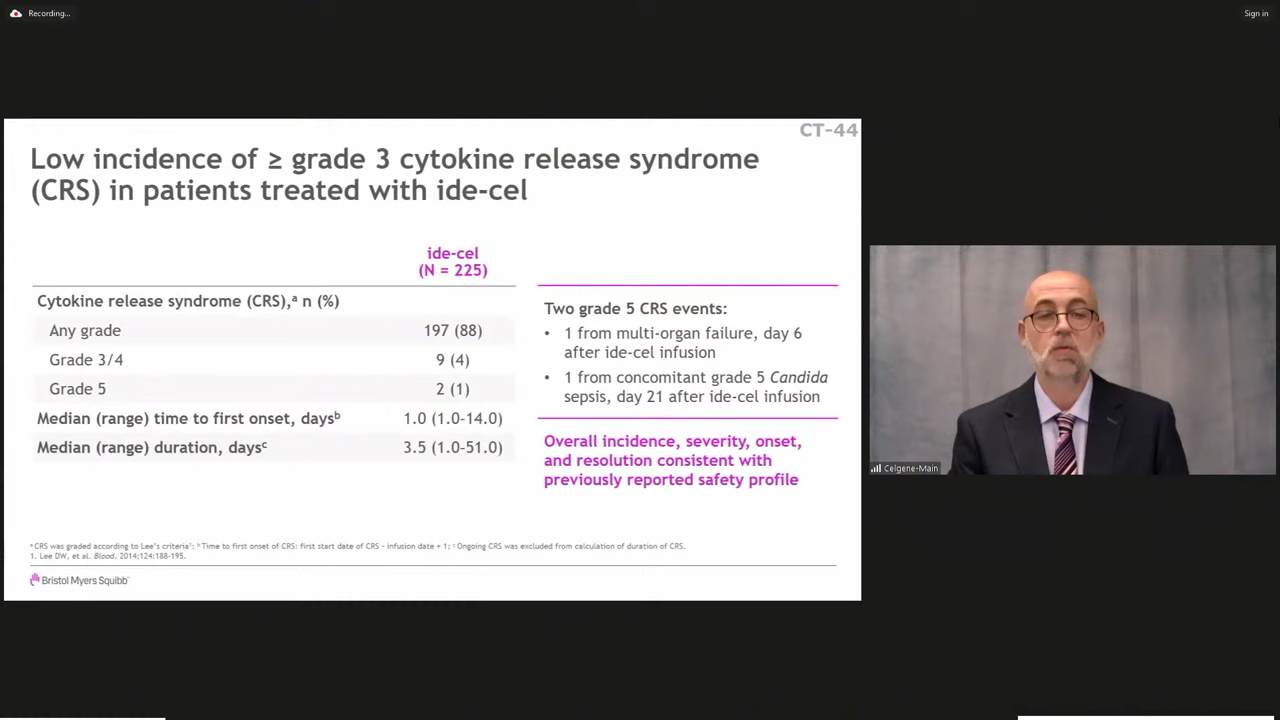 Recording...
Sign in
CT-44
Low incidence of ≥ grade 3 cytokine release syndrome
(CRS) in patients treated with ide-cel
ide-cel
(N = 225)
Cytokine release syndrome (CRS),ᵃ n (%)
Any grade 197 (88)
Grade 3/4 9 (4)
Grade 5 2 (1)
Median (range) time to first onset, daysᵇ 1.0 (1.0-14.0)
Median (range) duration, daysᶜ 3.5 (1.0-51.0)
Two grade 5 CRS events:
• 1 from multi-organ failure, day 6
after ide-cel infusion
• 1 from concomitant grade 5 Candida
sepsis, day 21 after ide-cel infusion
Overall incidence, severity, onset,
and resolution consistent with
previously reported safety profile
ᵃ CRS was graded according to Lee's criteria¹; ᵇ Time to first onset of CRS: first start date of CRS - infusion date + 1; ᶜ Ongoing CRS was excluded from calculation of duration of CRS.
1. Lee DW, et al. Blood. 2014;124:188-195.
Bristol Myers Squibb
Celgene-Main